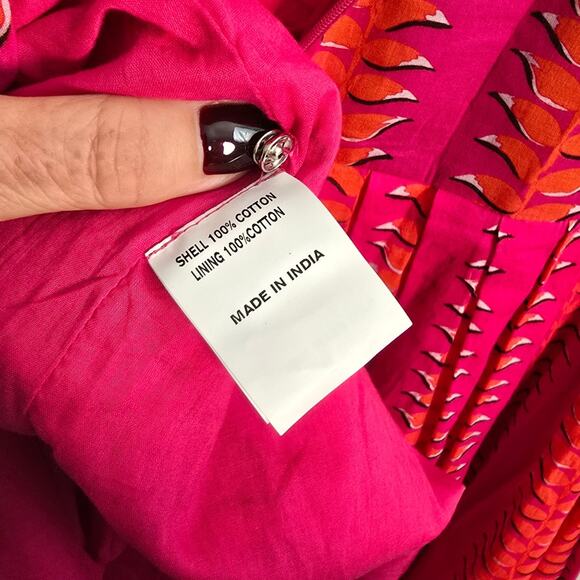 SHELL 100% COTTON
LINING 100%COTTON
MADE IN INDIA